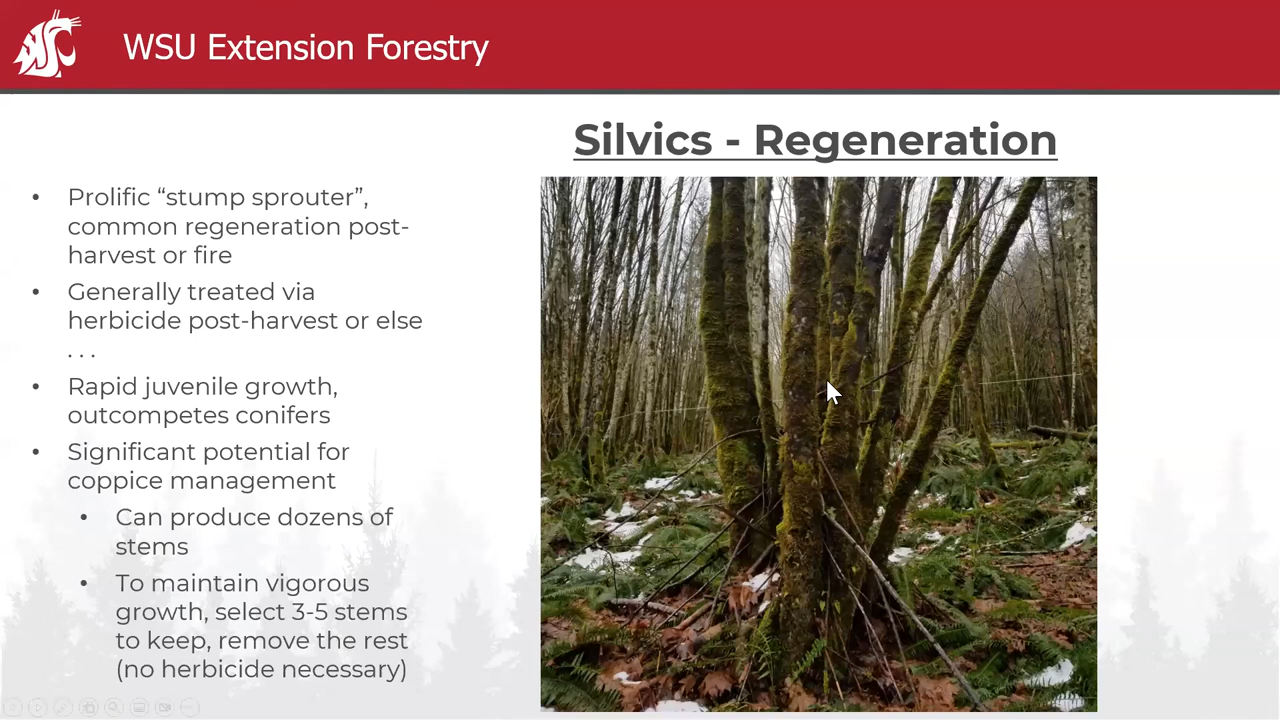 WSU Extension Forestry
Silvics - Regeneration
• Prolific “stump sprouter”,
common regeneration post-
harvest or fire
• Generally treated via
herbicide post-harvest or else
. . .
• Rapid juvenile growth,
outcompetes conifers
• Significant potential for
coppice management
• Can produce dozens of
stems
• To maintain vigorous
growth, select 3-5 stems
to keep, remove the rest
(no herbicide necessary)